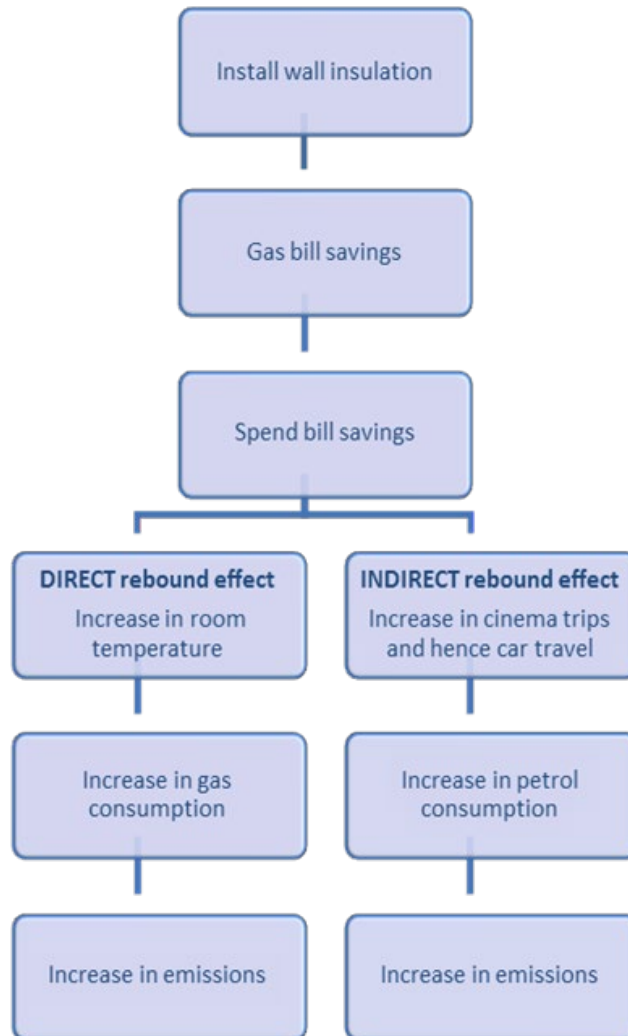 Install wall insulation
Gas bill savings
Spend bill savings
DIRECT rebound effect
Increase in room
temperature
INDIRECT rebound effect
Increase in cinema trips
and hence car travel
Increase in gas
consumption
Increase in petrol
consumption
Increase in emissions
Increase in emissions